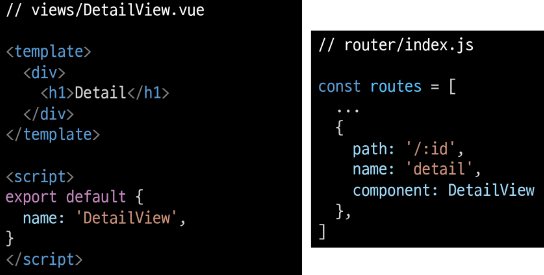 // views/DetailView.vue
<template>
  <div>
    <h1>Detail</h1>
  </div>
</template>
<script>
export default {
  name: 'DetailView',
}
</script>
// router/index.js
const routes = [
  ...
  {
    path: '/:id',
    name: 'detail',
    component: DetailView
  },
]